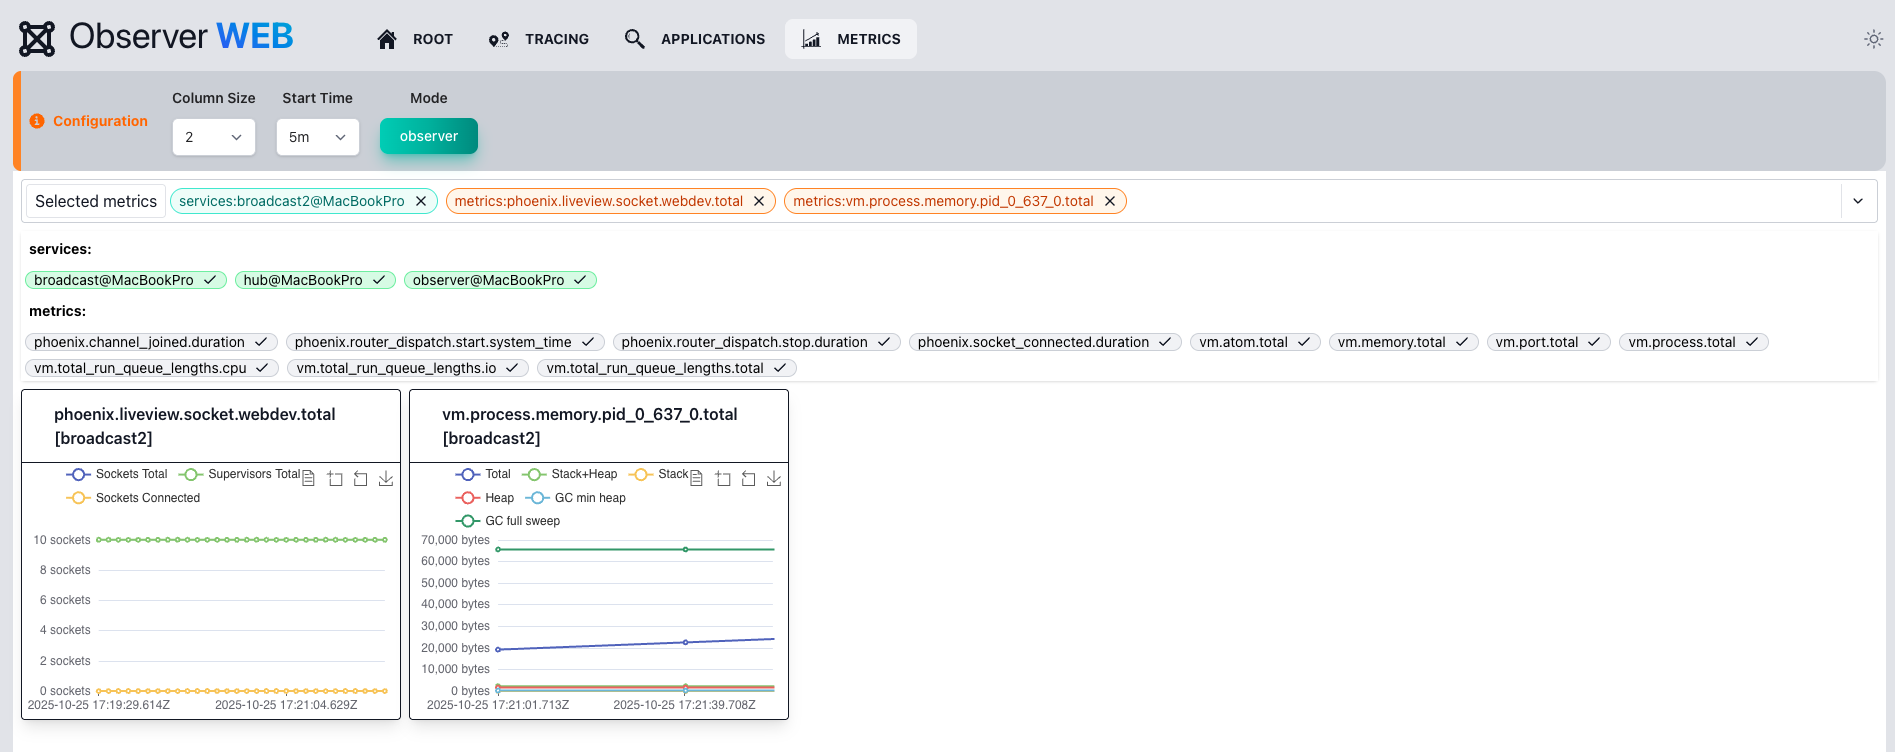 Observer WEB
ROOT
TRACING
APPLICATIONS
METRICS
Configuration
Column Size
Start Time
Mode
2
5m
observer
Selected metrics
services:broadcast2@MacBookPro
metrics:phoenix.liveview.socket.webdev.total
metrics:vm.process.memory.pid_0_637_0.total
services:
broadcast@MacBookPro
hub@MacBookPro
observer@MacBookPro
metrics:
phoenix.channel_joined.duration
phoenix.router_dispatch.start.system_time
phoenix.router_dispatch.stop.duration
phoenix.socket_connected.duration
vm.atom.total
vm.memory.total
vm.port.total
vm.process.total
vm.total_run_queue_lengths.cpu
vm.total_run_queue_lengths.io
vm.total_run_queue_lengths.total
phoenix.liveview.socket.webdev.total
[broadcast2]
Sockets Total
Supervisors Total
Sockets Connected
10 sockets
8 sockets
6 sockets
4 sockets
2 sockets
0 sockets
2025-10-25 17:19:29.614Z
2025-10-25 17:21:04.629Z
vm.process.memory.pid_0_637_0.total
[broadcast2]
Total
Stack+Heap
Stack
Heap
GC min heap
GC full sweep
70,000 bytes
60,000 bytes
50,000 bytes
40,000 bytes
30,000 bytes
20,000 bytes
10,000 bytes
0 bytes
2025-10-25 17:21:01.713Z
2025-10-25 17:21:39.708Z